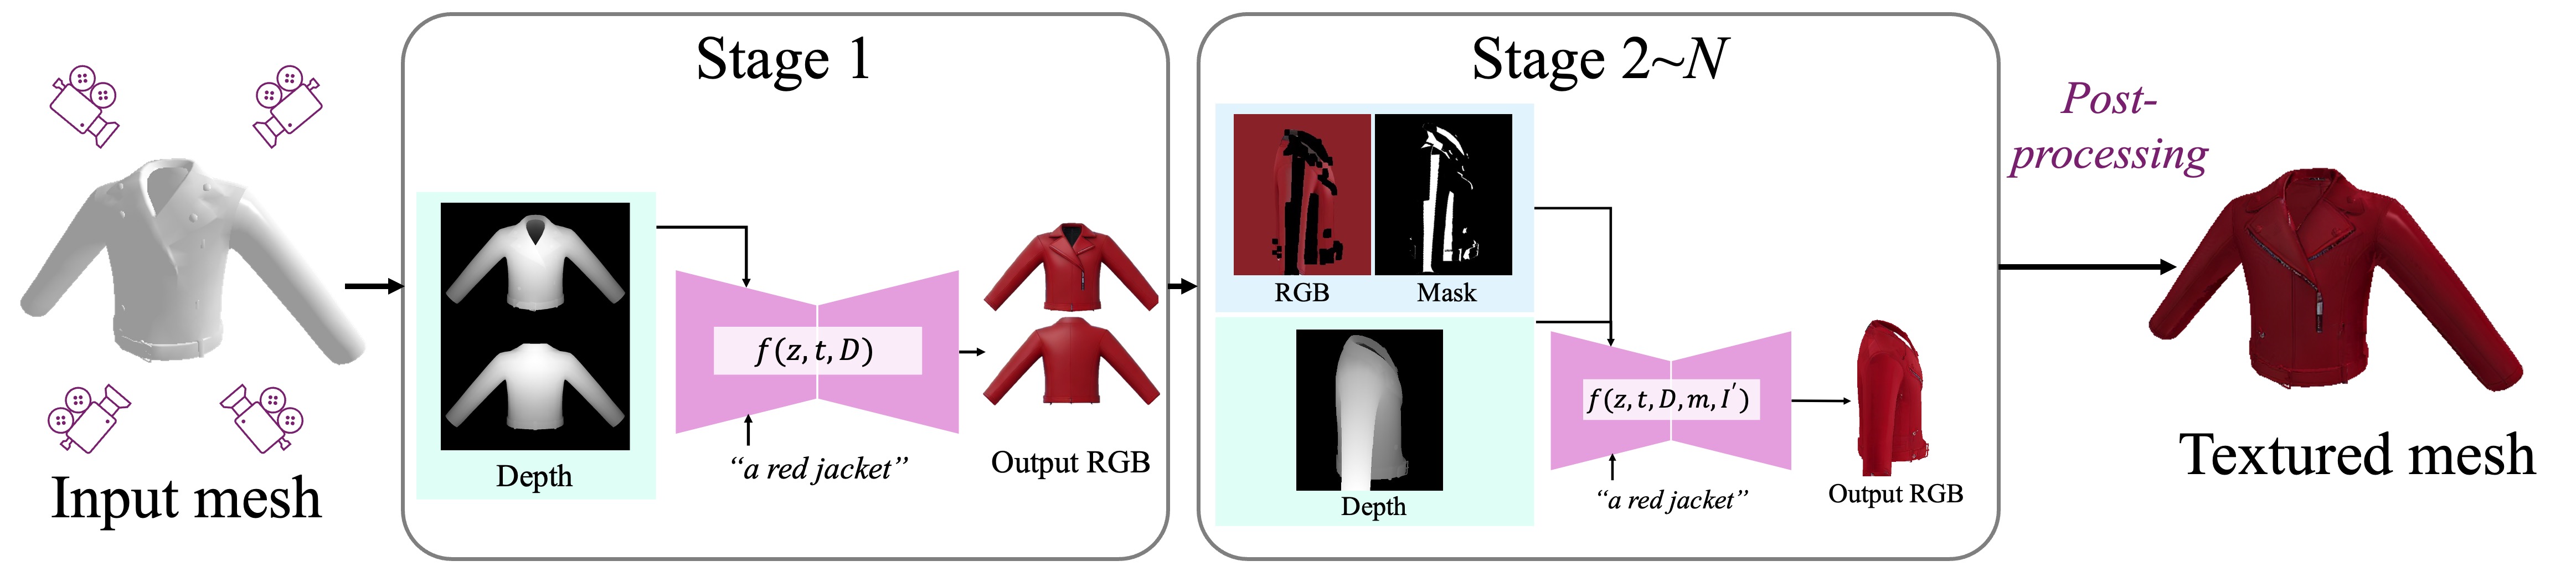 Input mesh
Stage 1
Depth
f(z, t, D)
“a red jacket”
Output RGB
Stage 2~N
RGB
Mask
Depth
f(z, t, D, m, I′)
“a red jacket”
Output RGB
Post-
processing
Textured mesh